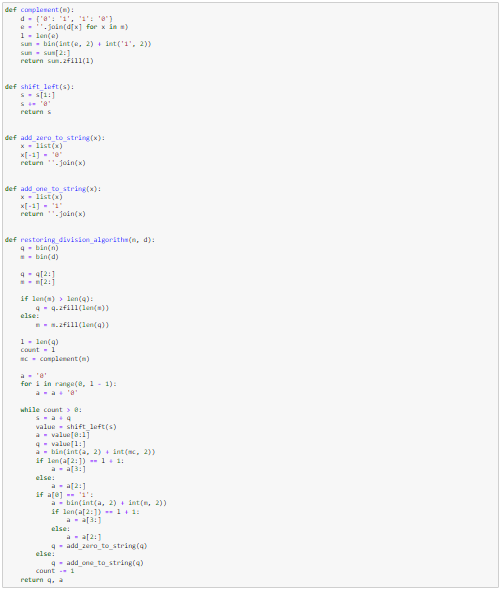 def complement(m):
    d = {'0': '1', '1': '0'}
    e = ''.join(d[x] for x in m)
    l = len(e)
    sum = bin(int(e, 2) + int('1', 2))
    sum = sum[2:]
    return sum.zfill(l)
def shift_left(s):
    s = s[1:]
    s += '0'
    return s
def add_zero_to_string(x):
    x = list(x)
    x[-1] = '0'
    return ''.join(x)
def add_one_to_string(x):
    x = list(x)
    x[-1] = '1'
    return ''.join(x)
def restoring_division_algorithm(n, d):
    q = bin(n)
    m = bin(d)
    q = q[2:]
    m = m[2:]
    if len(m) > len(q):
        q = q.zfill(len(m))
    else:
        m = m.zfill(len(q))
    l = len(q)
    count = l
    mc = complement(m)
    a = '0'
    for i in range(0, l - 1):
        a = a + '0'
    while count > 0:
        s = a + q
        value = shift_left(s)
        a = value[0:l]
        q = value[l:]
        a = bin(int(a, 2) + int(mc, 2))
        if len(a[2:]) == l + 1:
            a = a[3:]
        else:
            a = a[2:]
        if a[0] == '1':
            a = bin(int(a, 2) + int(m, 2))
            if len(a[2:]) == l + 1:
                a = a[3:]
            else:
                a = a[2:]
            q = add_zero_to_string(q)
        else:
            q = add_one_to_string(q)
        count -= 1
    return q, a